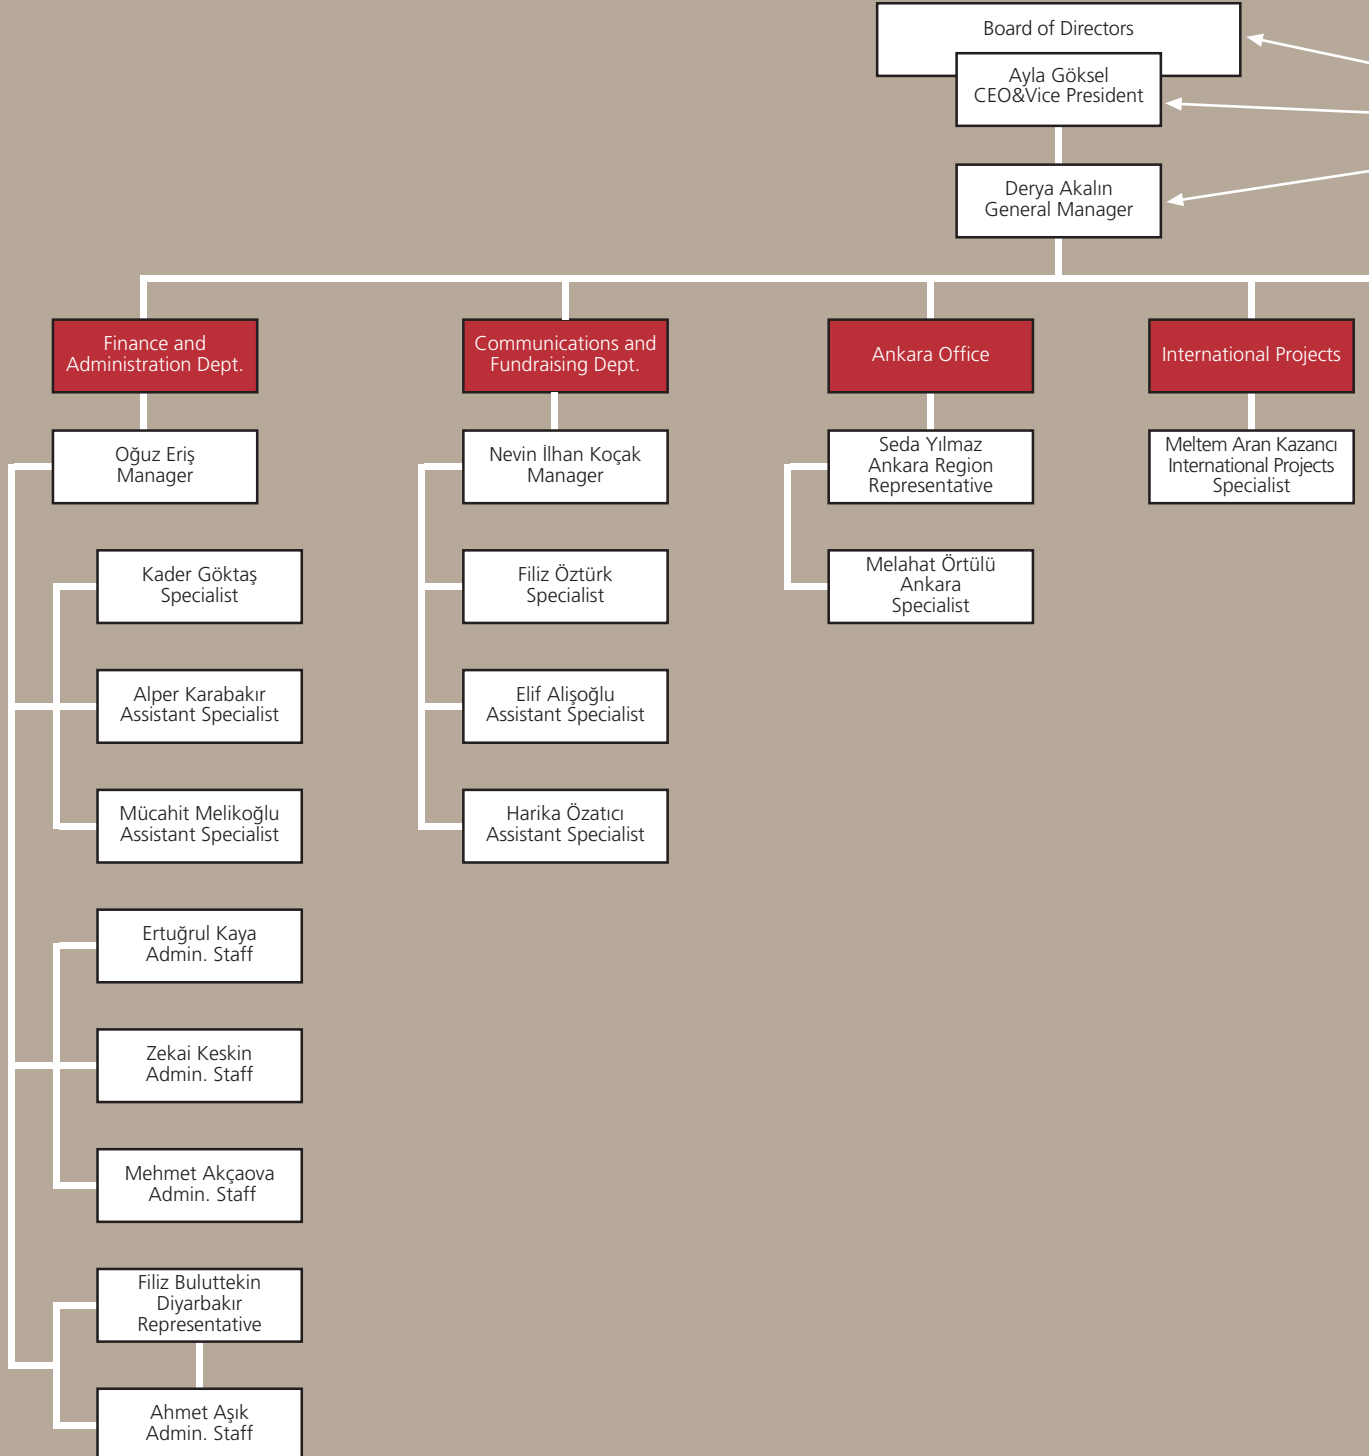 Board of Directors
Ayla Göksel
CEO&Vice President
Derya Akalın
General Manager
Finance and
Administration Dept.
Oğuz Eriş
Manager
Kader Göktaş
Specialist
Alper Karabakır
Assistant Specialist
Mücahit Melikoğlu
Assistant Specialist
Ertuğrul Kaya
Admin. Staff
Zekai Keskin
Admin. Staff
Mehmet Akçaova
Admin. Staff
Filiz Buluttekin
Diyarbakır
Representative
Ahmet Aşık
Admin. Staff
Communications and
Fundraising Dept.
Nevin İlhan Koçak
Manager
Filiz Öztürk
Specialist
Elif Alişoğlu
Assistant Specialist
Harika Özatıcı
Assistant Specialist
Ankara Office
Seda Yılmaz
Ankara Region
Representative
Melahat Örtülü
Ankara
Specialist
International Projects
Meltem Aran Kazancı
International Projects
Specialist